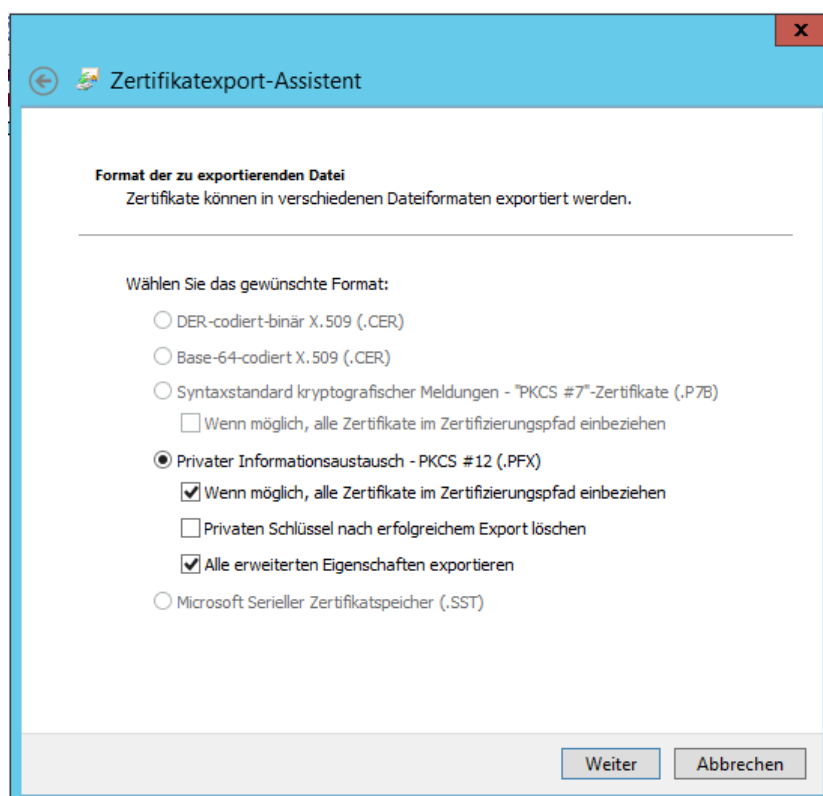 x
Zertifikatexport-Assistent
Format der zu exportierenden Datei
Zertifikate können in verschiedenen Dateiformaten exportiert werden.
Wählen Sie das gewünschte Format:
DER-codiert-binär X.509 (.CER)
Base-64-codiert X.509 (.CER)
Syntaxstandard kryptografischer Meldungen - "PKCS #7"-Zertifikate (.P7B)
Wenn möglich, alle Zertifikate im Zertifizierungspfad einbeziehen
Privater Informationsaustausch - PKCS #12 (.PFX)
Wenn möglich, alle Zertifikate im Zertifizierungspfad einbeziehen
Privaten Schlüssel nach erfolgreichem Export löschen
Alle erweiterten Eigenschaften exportieren
Microsoft Serieller Zertifikatspeicher (.SST)
Weiter Abbrechen